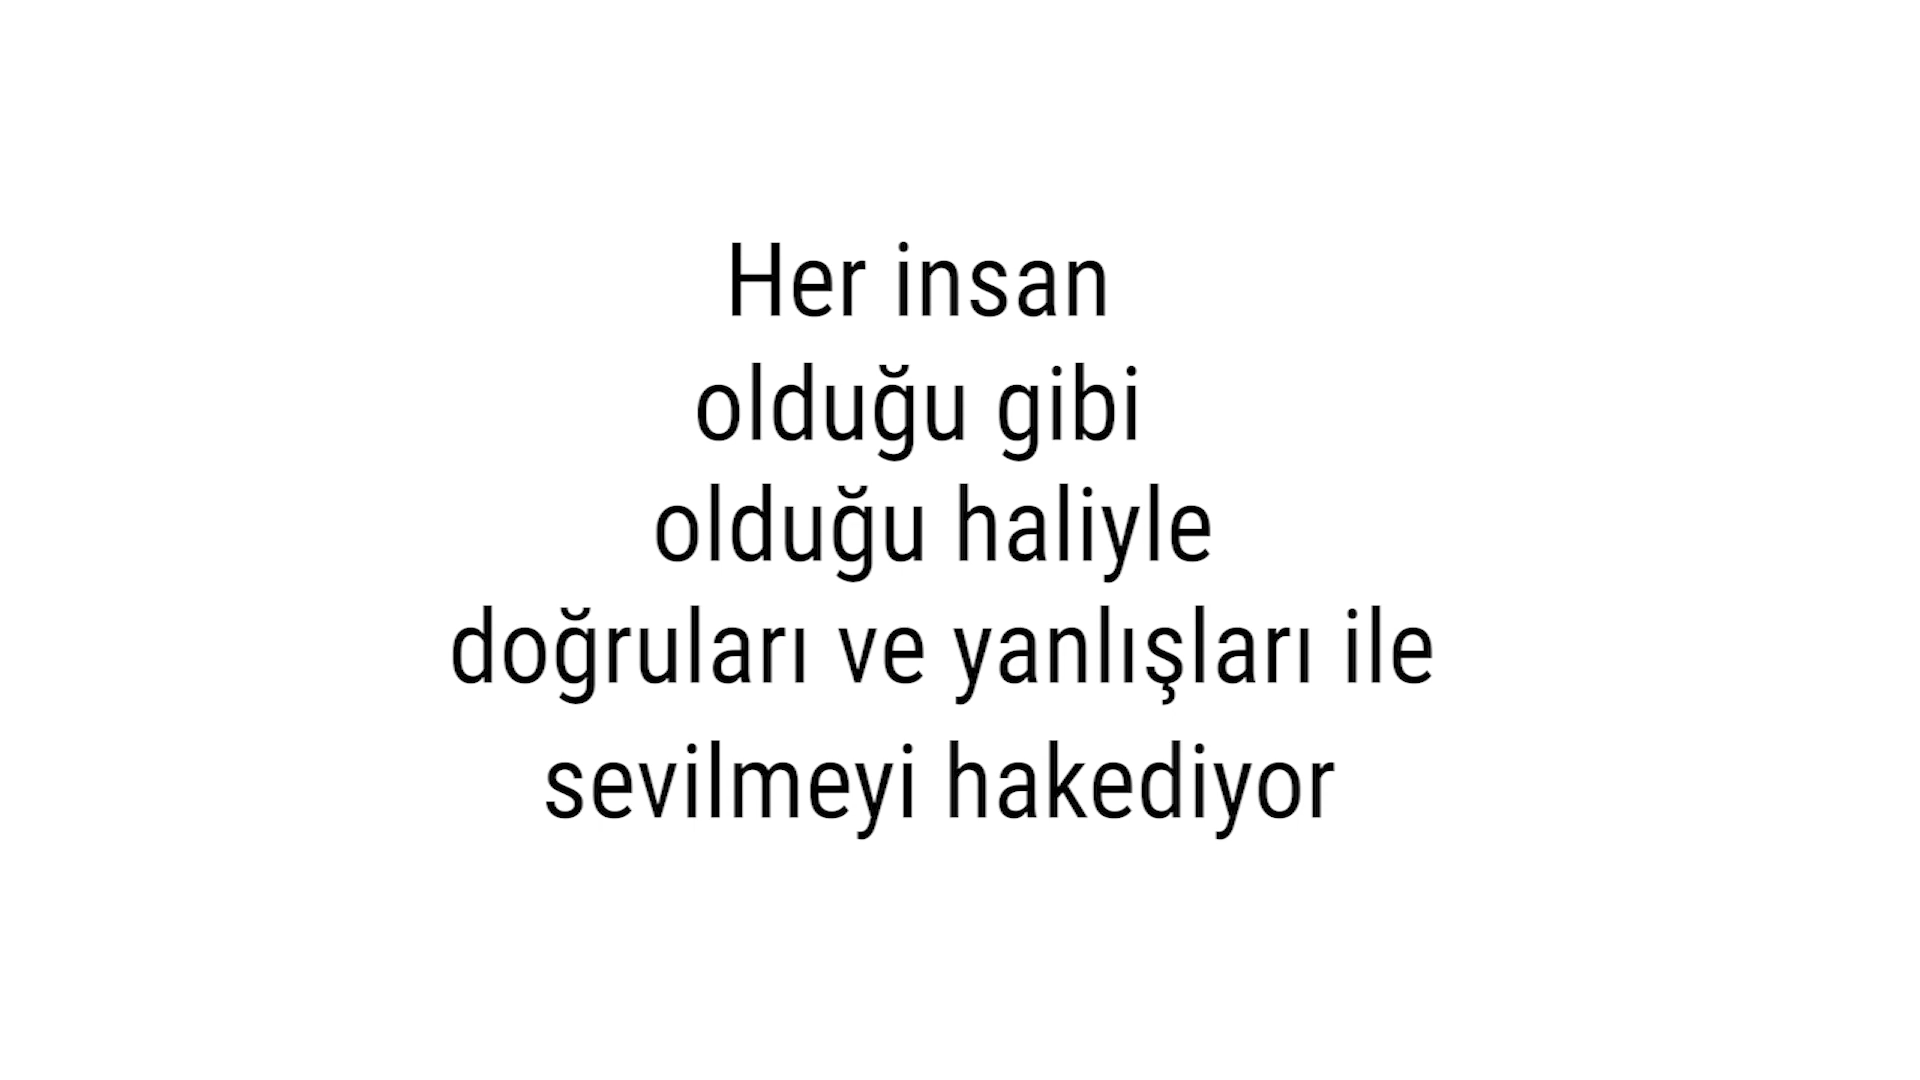 Her insan
olduğu gibi
olduğu haliyle
doğruları ve yanlışları ile
sevilmeyi hakediyor